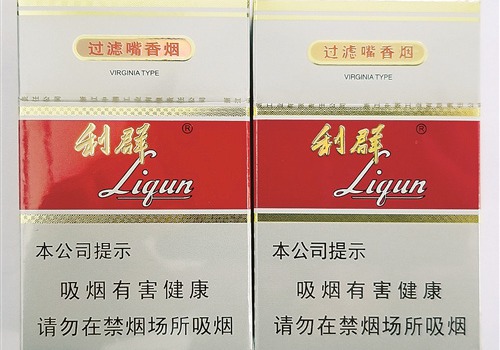 过滤嘴香烟
VIRGINIA TYPE
利群®
Liqun
本公司提示
吸烟有害健康
请勿在禁烟场所吸烟
过滤嘴香烟
VIRGINIA TYPE
利群®
Liqun
本公司提示
吸烟有害健康
请勿在禁烟场所吸烟